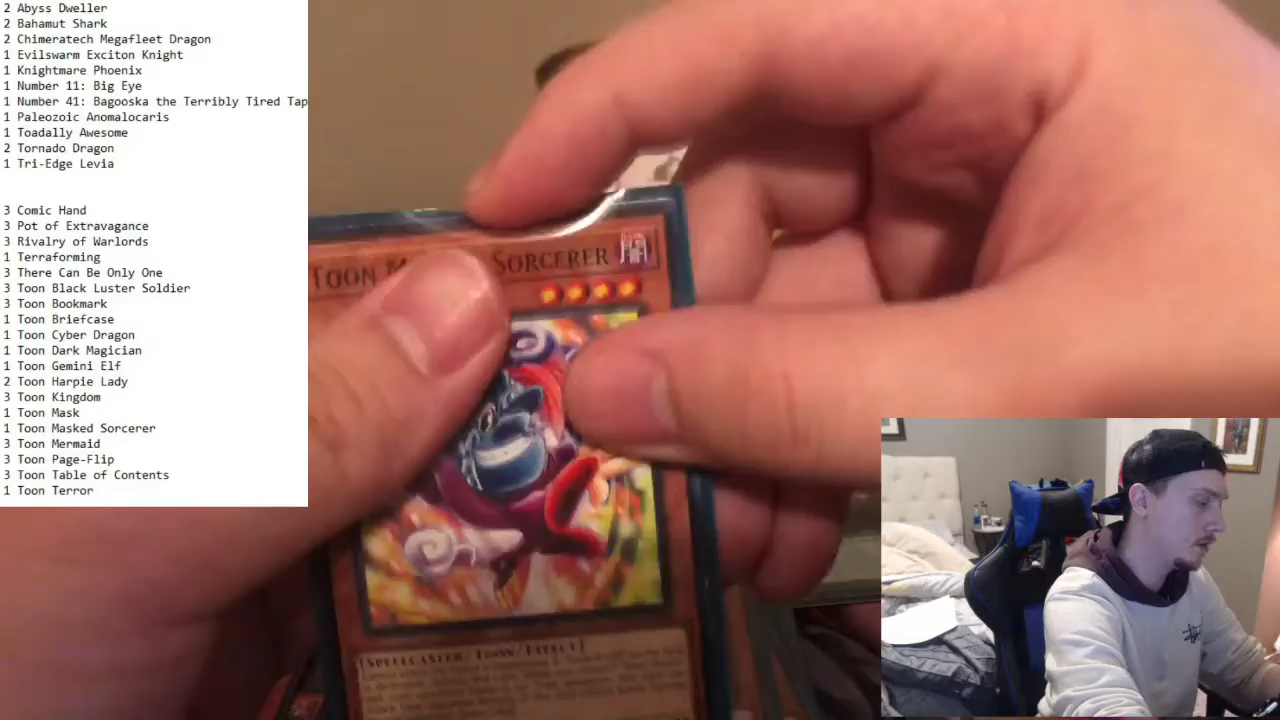 2 Abyss Dweller
2 Bahamut Shark
2 Chimeratech Megafleet Dragon
1 Evilswarm Exciton Knight
1 Knightmare Phoenix
1 Number 11: Big Eye
1 Number 41: Bagooska the Terribly Tired Tap
1 Paleozoic Anomalocaris
1 Toadally Awesome
2 Tornado Dragon
1 Tri-Edge Levia
3 Comic Hand
3 Pot of Extravagance
3 Rivalry of Warlords
1 Terraforming
3 There Can Be Only One
3 Toon Black Luster Soldier
3 Toon Bookmark
1 Toon Briefcase
1 Toon Cyber Dragon
1 Toon Dark Magician
1 Toon Gemini Elf
2 Toon Harpie Lady
3 Toon Kingdom
1 Toon Mask
1 Toon Masked Sorcerer
3 Toon Mermaid
3 Toon Page-Flip
3 Toon Table of Contents
1 Toon Terror
TOON M SORCERER
[SPELLCASTER/TOON/EFFECT]